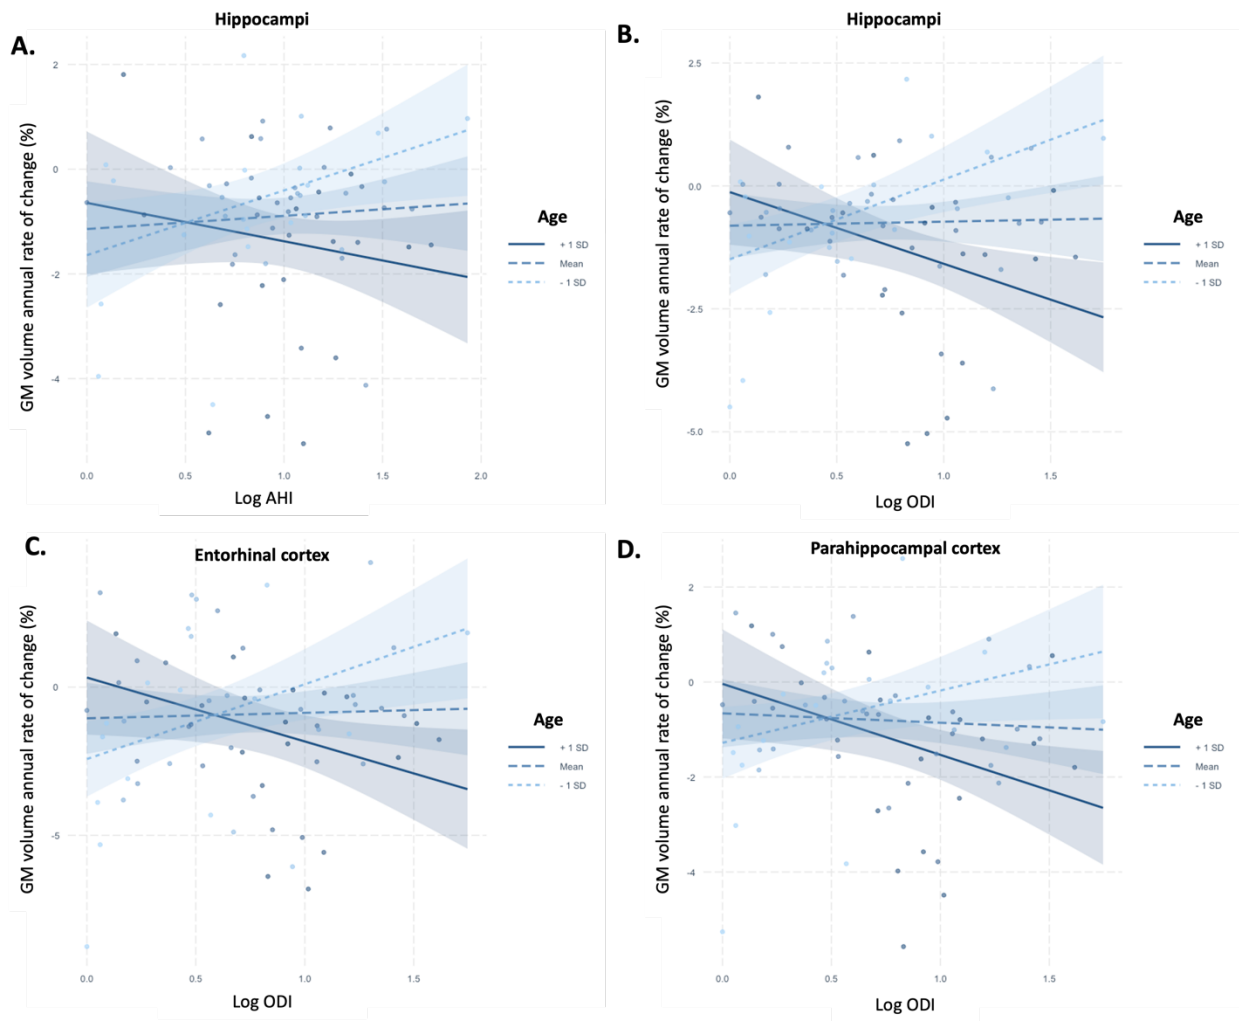 Hippocampi
A.
GM volume annual rate of change (%)
2
0
-2
-4
0.0 0.5 1.0 1.5 2.0
Log AHI
Age
+ 1 SD
Mean
- 1 SD
Hippocampi
B.
GM volume annual rate of change (%)
2.5
0.0
-2.5
-5.0
0.0 0.5 1.0 1.5
Log ODI
Age
+ 1 SD
Mean
- 1 SD
C.
Entorhinal cortex
GM volume annual rate of change (%)
0
-5
0.0 0.5 1.0 1.5
Log ODI
Age
+ 1 SD
Mean
- 1 SD
D.
Parahippocampal cortex
GM volume annual rate of change (%)
2
0
-2
-4
0.0 0.5 1.0 1.5
Log ODI
Age
+ 1 SD
Mean
- 1 SD